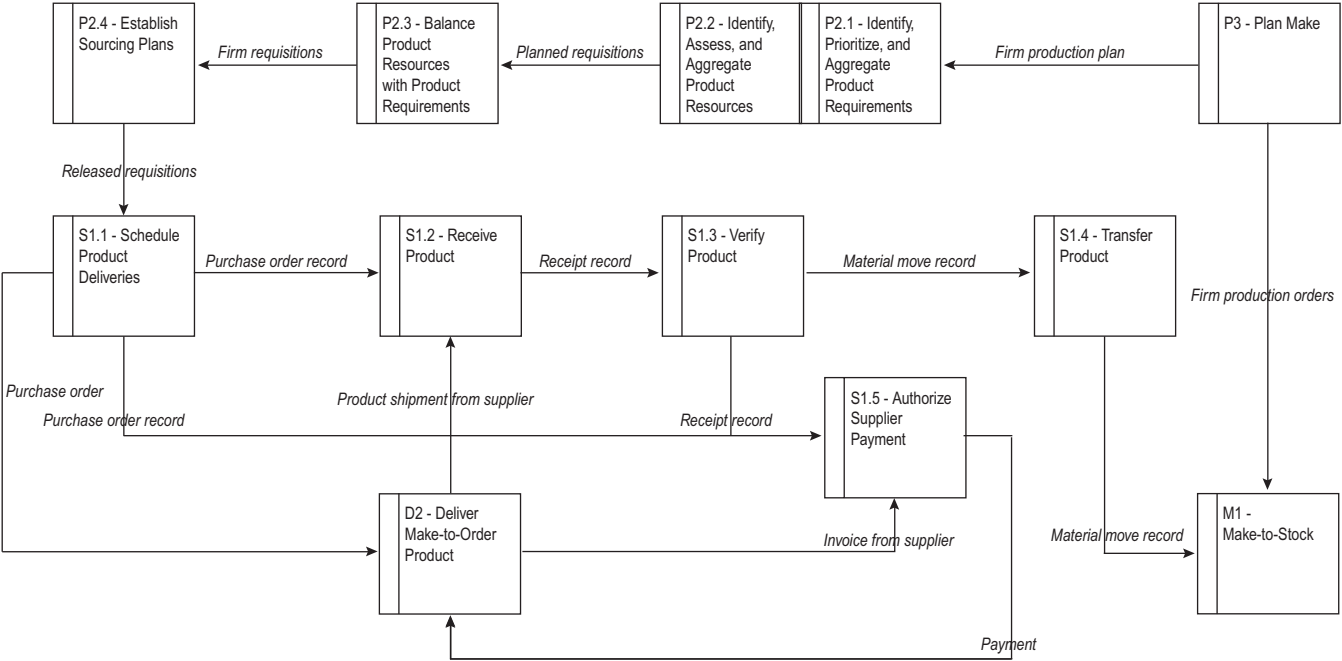 P2.4 - Establish
Sourcing Plans
Firm requisitions
P2.3 - Balance
Product
Resources
with Product
Requirements
Planned requisitions
P2.2 - Identify,
Assess, and
Aggregate
Product
Resources
P2.1 - Identify,
Prioritize, and
Aggregate
Product
Requirements
Firm production plan
P3 - Plan Make
Released requisitions
S1.1 - Schedule
Product
Deliveries
Purchase order record
S1.2 - Receive
Product
Receipt record
S1.3 - Verify
Product
Material move record
S1.4 - Transfer
Product
Firm production orders
Purchase order
Purchase order record
Product shipment from supplier
Receipt record
S1.5 - Authorize
Supplier
Payment
D2 - Deliver
Make-to-Order
Product
Invoice from supplier
Material move record
M1 -
Make-to-Stock
Payment